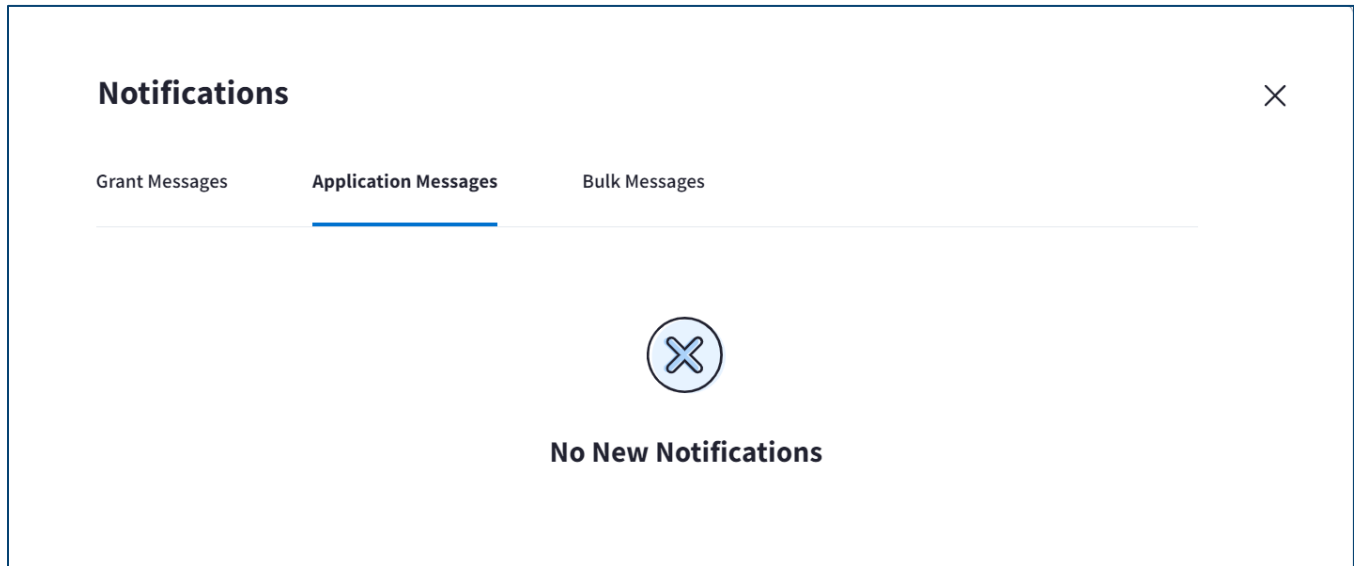 Notifications
Grant Messages Application Messages Bulk Messages
No New Notifications